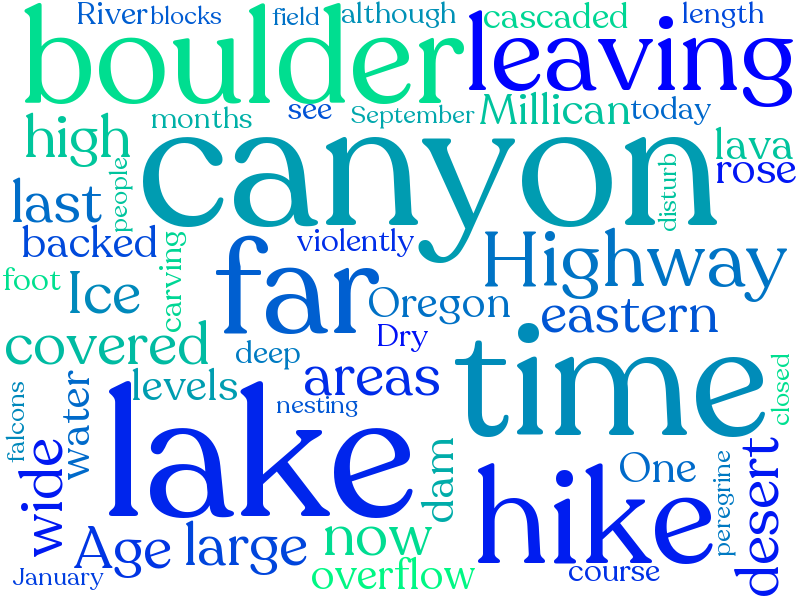 River blocks field although cascaded length
boulder leaving
months see September Millican today
high canyon lava
people disturb rose
last
backed carving violently Highway
foot Ice far Oregon eastern
covered deep Dry time
levels areas closed
falcons water nesting
lake
wide dam hike One peregrine desert
Age large now
January overflow course